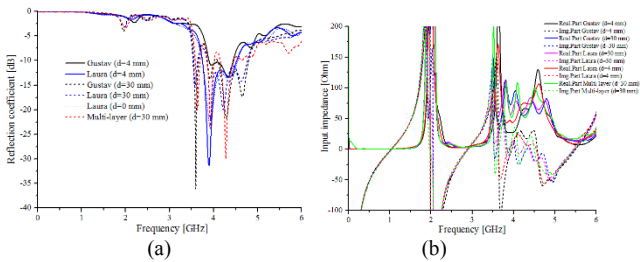 (a)
Reflection coefficient [dB]
0
-5
-10
-15
-20
-25
-30
-35
-40
Gustav (d=4 mm)
Laura (d=4 mm)
Gustav (d=30 mm)
Laura (d=30 mm)
Laura (d=0 mm)
Multi-layer (d=30 mm)
0 1 2 3 4 5 6
Frequency [GHz]
(a)
(b)
Input impedance [Ohm]
200
150
100
50
0
-50
-100
Real.Part Gustav (d=4 mm)
Img.Part Gustav (d=4 mm)
Real.Part Gustav (d=30 mm)
Img.Part Gustav (d=30 mm)
Real.Part Laura (d=30 mm)
Img.Part Laura (d=30 mm)
Real.Part Laura (d=4 mm)
Img.Part Laura (d=4 mm)
Real.Part Multi-layer (d=30 mm)
Img.Part Multi-layer (d=30 mm)
0 1 2 3 4 5 6
Frequency [GHz]
(b)